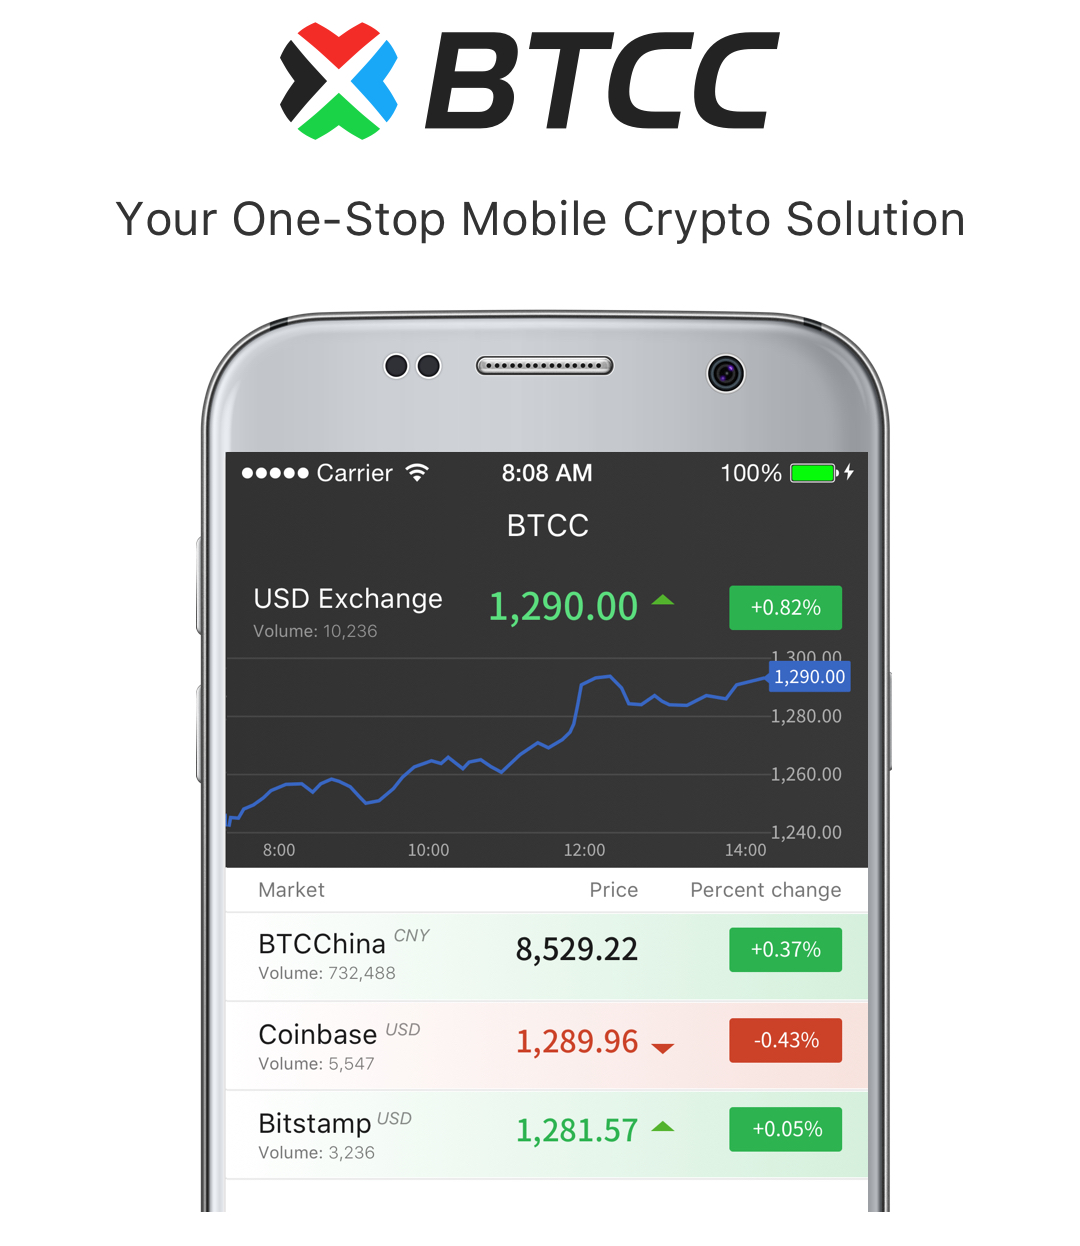 BTCC
Your One-Stop Mobile Crypto Solution
Carrier 8:08 AM 100%
BTCC
USD Exchange 1,290.00 +0.82%
Volume: 10,236
1,300.00
1,290.00
1,280.00
1,260.00
1,240.00
8:00 10:00 12:00 14:00
Market Price Percent change
BTCChina CNY 8,529.22 +0.37%
Volume: 732,488
Coinbase USD 1,289.96 -0.43%
Volume: 5,547
Bitstamp USD 1,281.57 +0.05%
Volume: 3,236